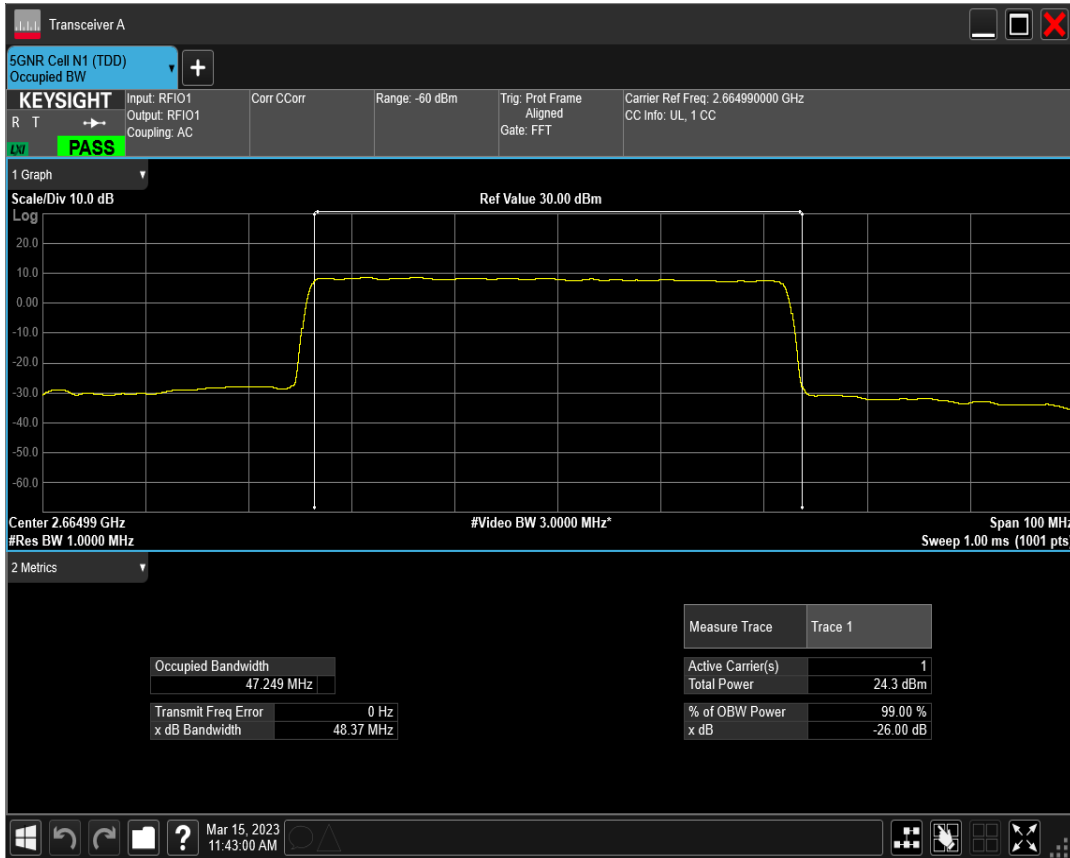 Transceiver A
5GNR Cell N1 (TDD)
Occupied BW
+
KEYSIGHT
R T
LXI
PASS
Input: RFIO1
Output: RFIO1
Coupling: AC
Corr CCorr
Range: -60 dBm
Trig: Prot Frame
Aligned
Gate: FFT
Carrier Ref Freq: 2.664990000 GHz
CC Info: UL, 1 CC
1 Graph
Scale/Div 10.0 dB
Ref Value 30.00 dBm
Log
20.0
10.0
0.00
-10.0
-20.0
-30.0
-40.0
-50.0
-60.0
Center 2.66499 GHz
#Video BW 3.0000 MHz*
Span 100 MHz
#Res BW 1.0000 MHz
Sweep 1.00 ms (1001 pts)
2 Metrics
Measure Trace Trace 1
Occupied Bandwidth
47.249 MHz
Active Carrier(s) 1
Total Power 24.3 dBm
Transmit Freq Error 0 Hz
x dB Bandwidth 48.37 MHz
% of OBW Power 99.00 %
x dB -26.00 dB
?
Mar 15, 2023
11:43:00 AM